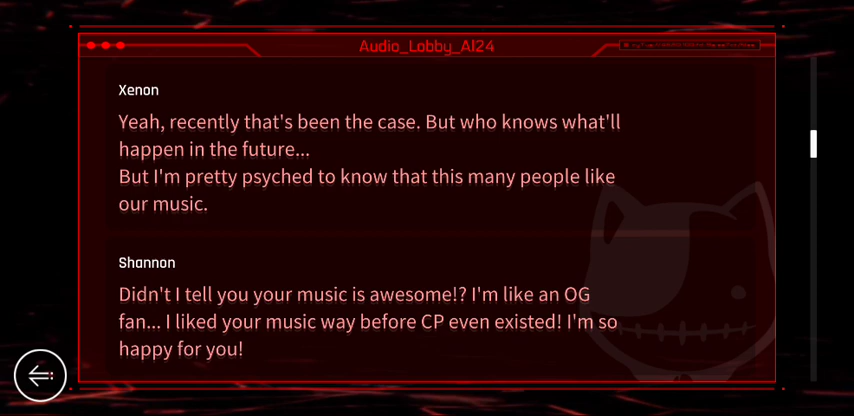 Audio_Lobby_A124
Xenon
Yeah, recently that's been the case. But who knows what'll
happen in the future...
But I'm pretty psyched to know that this many people like
our music.
Shannon
Didn't I tell you your music is awesome!? I'm like an OG
fan... I liked your music way before CP even existed! I'm so
happy for you!